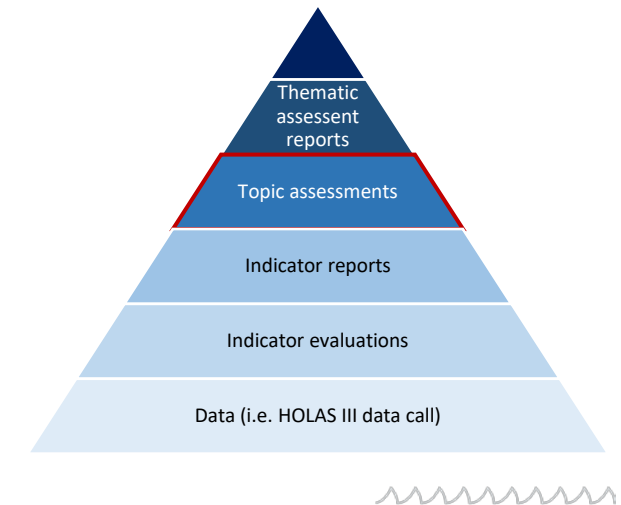 Thematic
assessent
reports
Topic assessments
Indicator reports
Indicator evaluations
Data (i.e. HOLAS III data call)